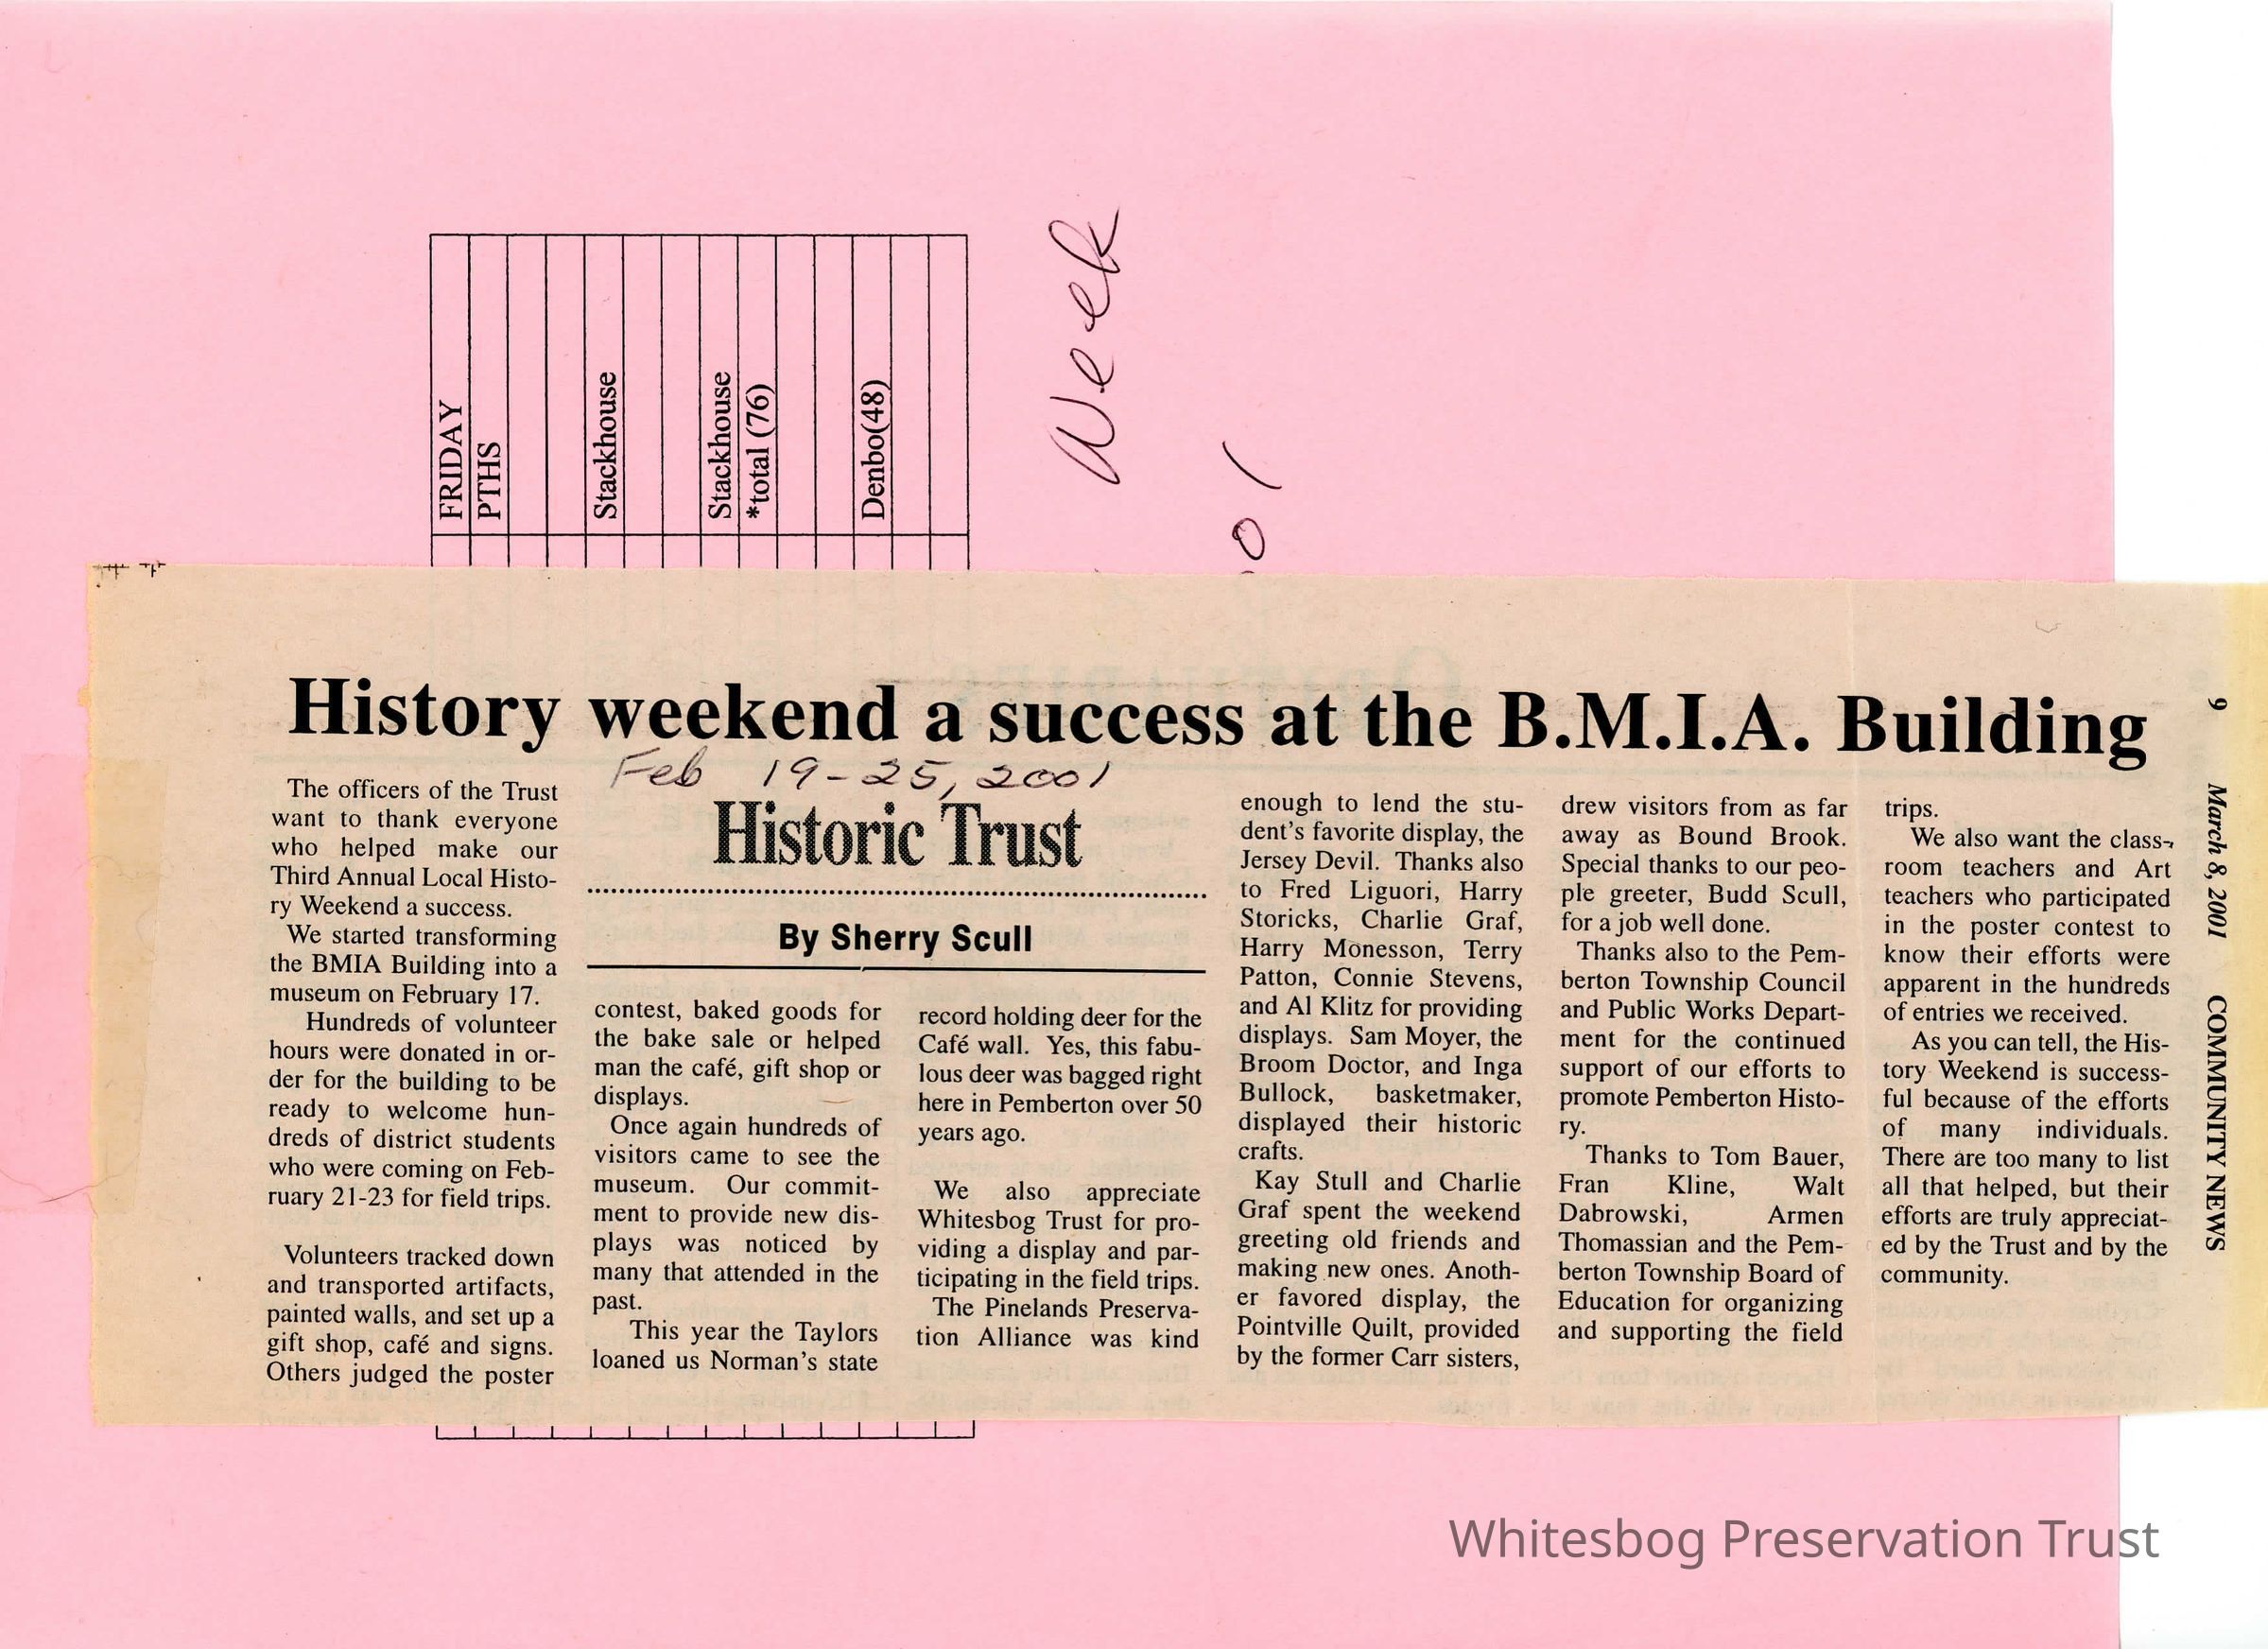 FRIDAY
PTHS
Stackhouse
Stackhouse
*total (76)
Denbo(48)
Week
01
History weekend a success at the B.M.I.A. Building
Feb 19-25, 2001
Historic Trust
By Sherry Scull
The officers of the Trust
want to thank everyone
who helped make our
Third Annual Local Histo-
ry Weekend a success.
We started transforming
the BMIA Building into a
museum on February 17.
Hundreds of volunteer
hours were donated in or-
der for the building to be
ready to welcome hun-
dreds of district students
who were coming on Feb-
ruary 21-23 for field trips.
Volunteers tracked down
and transported artifacts,
painted walls, and set up a
gift shop, café and signs.
Others judged the poster
contest, baked goods for
the bake sale or helped
man the café, gift shop or
displays.
Once again hundreds of
visitors came to see the
museum. Our commit-
ment to provide new dis-
plays was noticed by
many that attended in the
past.
This year the Taylors
loaned us Norman's state
record holding deer for the
Café wall. Yes, this fabu-
lous deer was bagged right
here in Pemberton over 50
years ago.
We also appreciate
Whitesbog Trust for pro-
viding a display and par-
ticipating in the field trips.
The Pinelands Preserva-
tion Alliance was kind
enough to lend the stu-
dent's favorite display, the
Jersey Devil. Thanks also
to Fred Liguori, Harry
Storicks, Charlie Graf,
Harry Monesson, Terry
Patton, Connie Stevens,
and Al Klitz for providing
displays. Sam Moyer, the
Broom Doctor, and Inga
Bullock, basketmaker,
displayed their historic
crafts.
Kay Stull and Charlie
Graf spent the weekend
greeting old friends and
making new ones. Anoth-
er favored display, the
Pointville Quilt, provided
by the former Carr sisters,
drew visitors from as far
away as Bound Brook.
Special thanks to our peo-
ple greeter, Budd Scull,
for a job well done.
Thanks also to the Pem-
berton Township Council
and Public Works Depart-
ment for the continued
support of our efforts to
promote Pemberton Histo-
ry.
Thanks to Tom Bauer,
Fran Kline, Walt
Dabrowski, Armen
Thomassian and the Pem-
berton Township Board of
Education for organizing
and supporting the field
trips.
We also want the class-
room teachers and Art
teachers who participated
in the poster contest to
know their efforts were
apparent in the hundreds
of entries we received.
As you can tell, the His-
tory Weekend is success-
ful because of the efforts
of many individuals.
There are too many to list
all that helped, but their
efforts are truly appreciat-
ed by the Trust and by the
community.
9 March 8, 2001 COMMUNITY NEWS
Whitesbog Preservation Trust